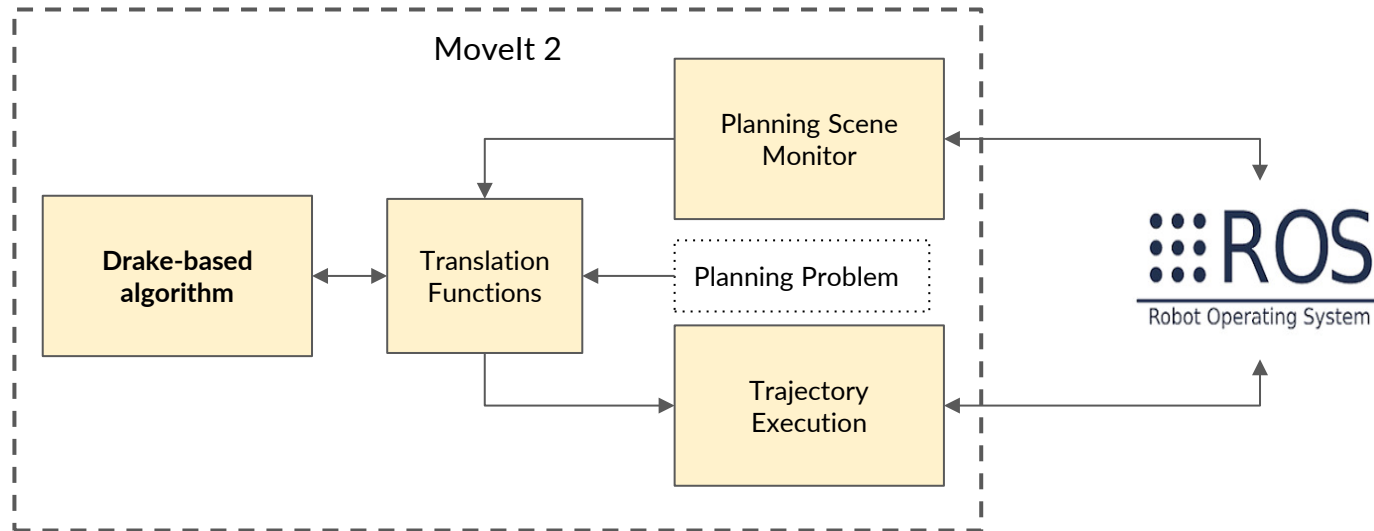 MoveIt 2
Planning Scene
Monitor
Drake-based
algorithm
Translation
Functions
Planning Problem
Trajectory
Execution
ROS
Robot Operating System